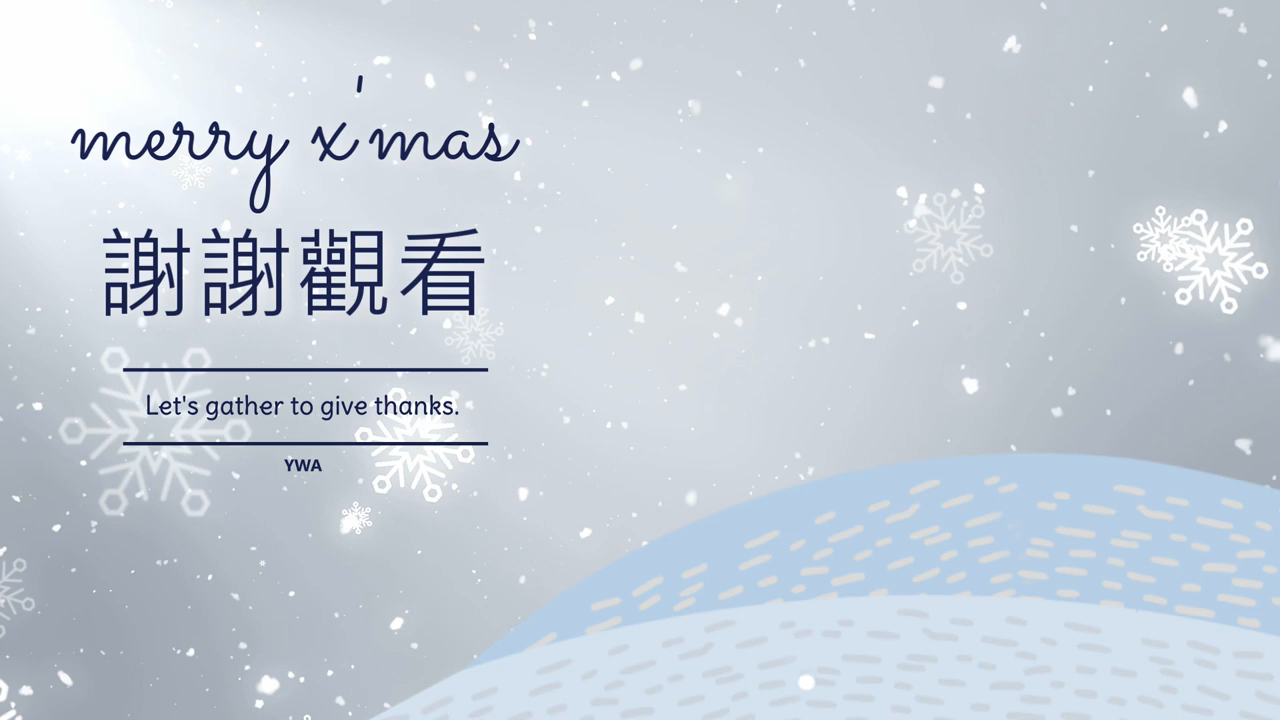 merry x'mas
謝謝觀看
Let's gather to give thanks.
YWA